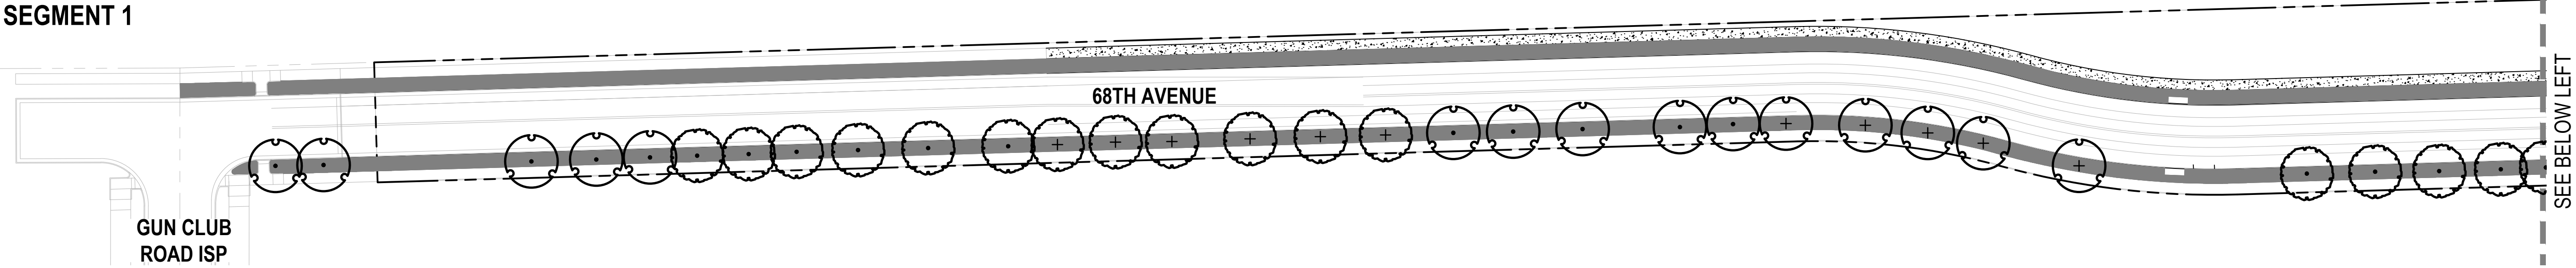 SEGMENT 1
68TH AVENUE
SEE BELOW LEFT
GUN CLUB
ROAD ISP